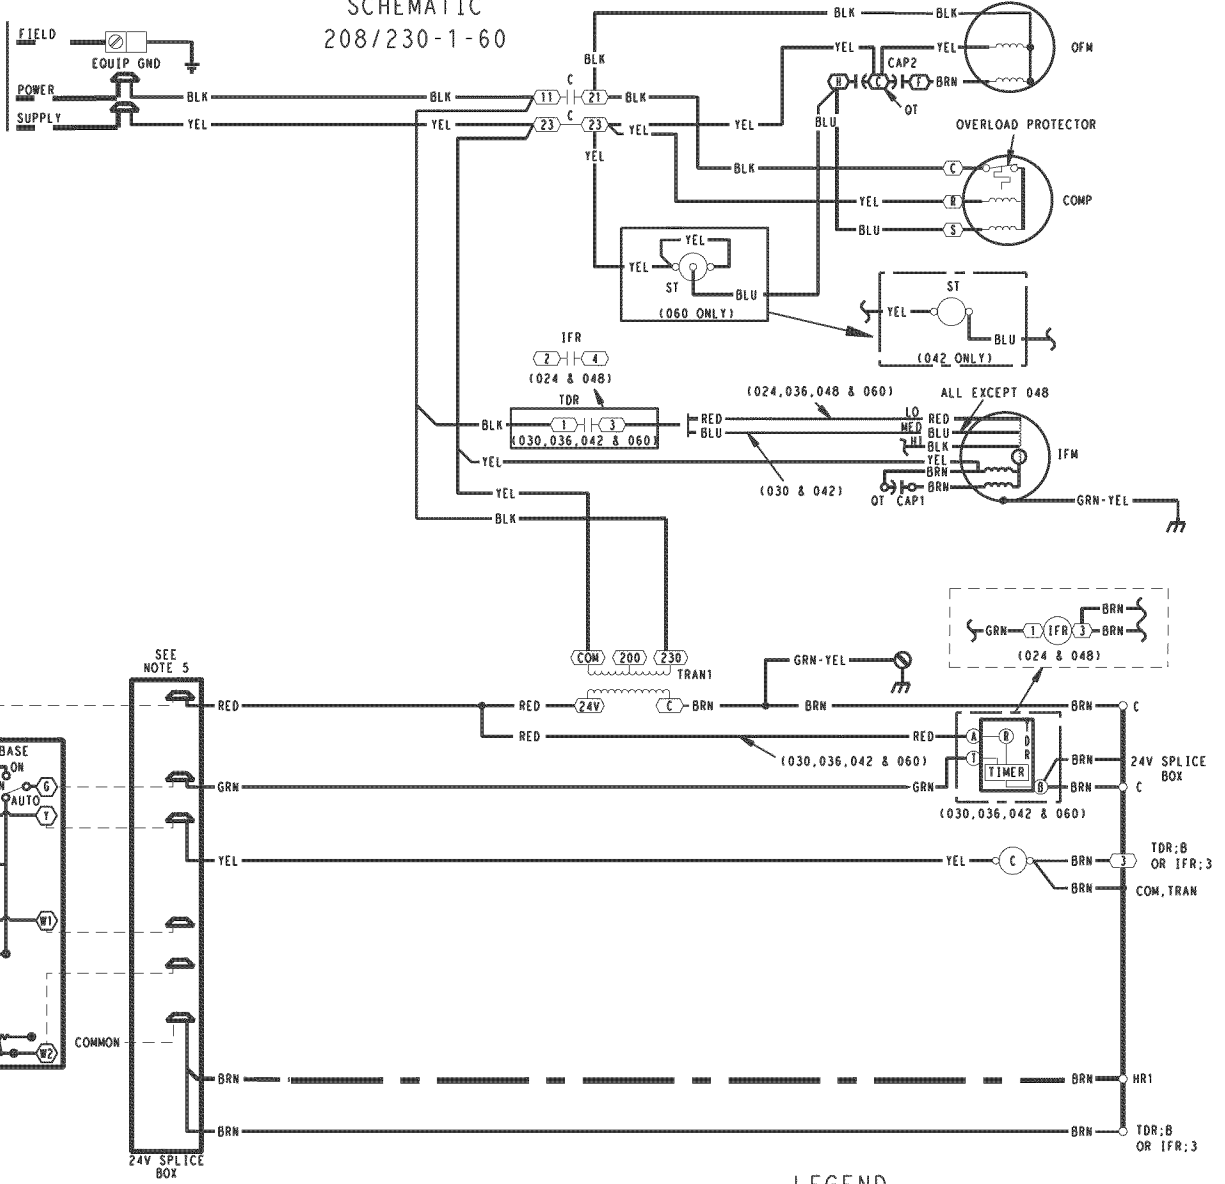 SCHEMATIC
208/230-1-60
FIELD
EQUIP GND
POWER
SUPPLY
BLK
BLK
BLK
BLK
BLK
BLK
C
11
21
YEL
YEL
C
23
23
YEL
YEL
YEL
YEL
YEL
H
C
F
BRN
CAP2
QT
OFM
BLU
OVERLOAD PROTECTOR
BLK
C
YEL
R
BLU
S
COMP
YEL
YEL
ST
BLU
(060 ONLY)
ST
YEL
BLU
(042 ONLY)
IFR
2
4
(024 & 048)
TDR
BLK
1
3
(030,036,042 & 060)
(024,036,048 & 060)
ALL EXCEPT 048
RED
LO
RED
BLU
MED
BLU
HI
BLK
YEL
YEL
BRN
QT
CAP1
BRN
IFM
(030 & 042)
GRN-YEL
YEL
BLK
COM
200
230
TRAN1
24V
C
BRN
GRN-YEL
BRN
BRN
C
GRN
1
IFR
3
BRN
BRN
(024 & 048)
SEE
NOTE 5
RED
RED
RED
RED
(030,036,042 & 060)
A
R
T
D
R
T
TIMER
B
BRN
BRN
24V SPLICE
BOX
C
(030,036,042 & 060)
BASE
ON
N
AUTO
G
Y
W1
W2
GRN
GRN
YEL
YEL
C
BRN
3
TDR;B
OR IFR;3
BRN
COM,TRAN
COMMON
BRN
BRN
HR1
BRN
BRN
TDR;B
OR IFR;3
24V SPLICE
BOX
LEGEND